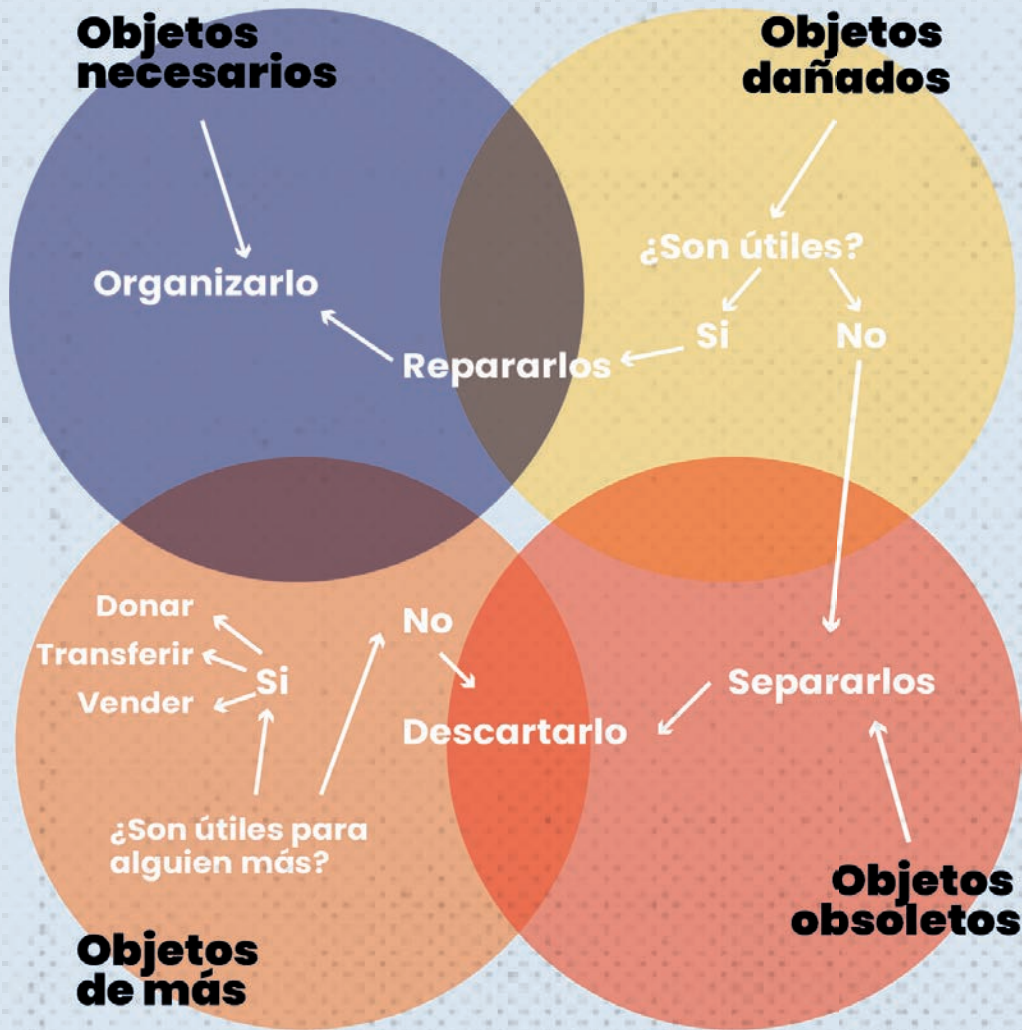 Objetos
necesarios
Organizarlo
Objetos
dañados
¿Son útiles?
Si
No
Repararlos
Donar
Transferir
Vender
Si
No
Descartarlo
¿Son útiles para
alguien más?
Objetos
de más
Separarlos
Objetos
obsoletos